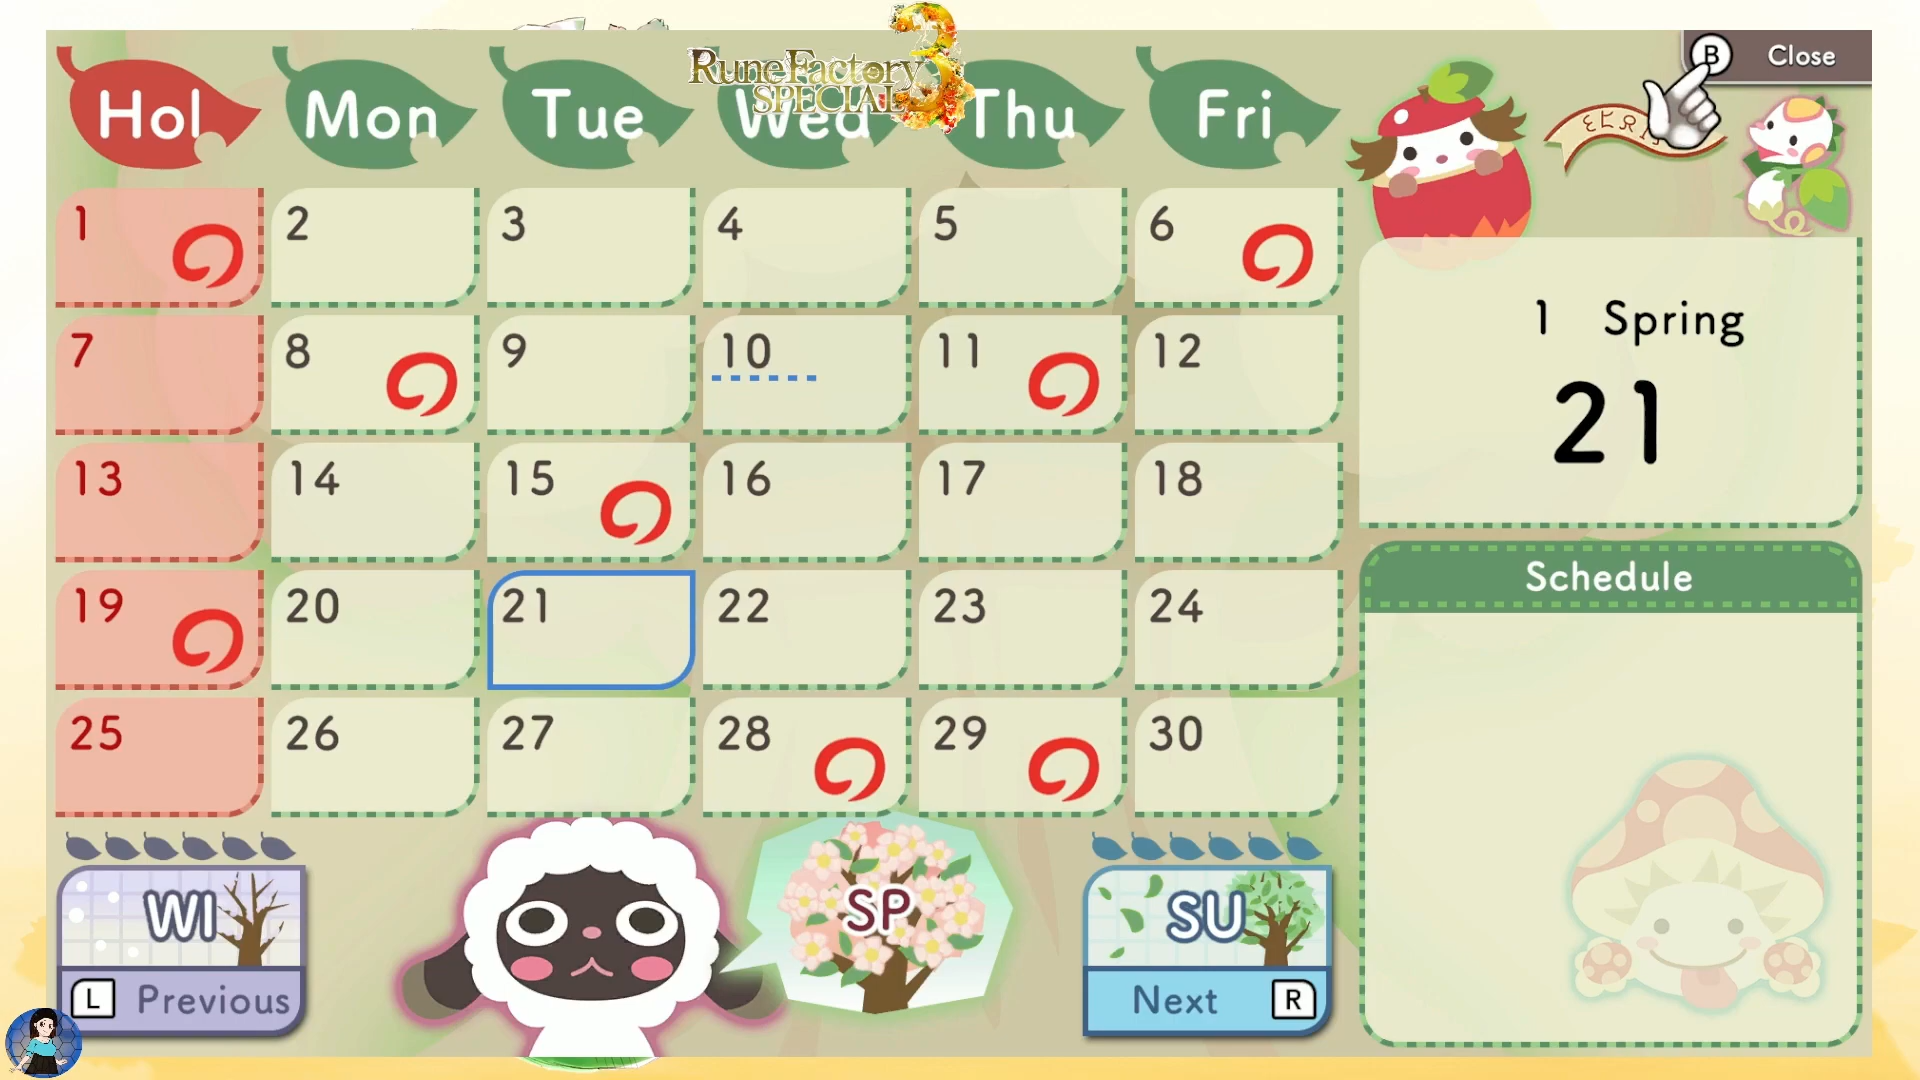 Rune Factory 3
SPECIAL
B Close
Hol Mon Tue Wed Thu Fri
1 2 3 4 5 6
7 8 9 10 11 12
13 14 15 16 17 18
19 20 21 22 23 24
25 26 27 28 29 30
1 Spring
21
Schedule
WI
L Previous
SP
SU
Next R